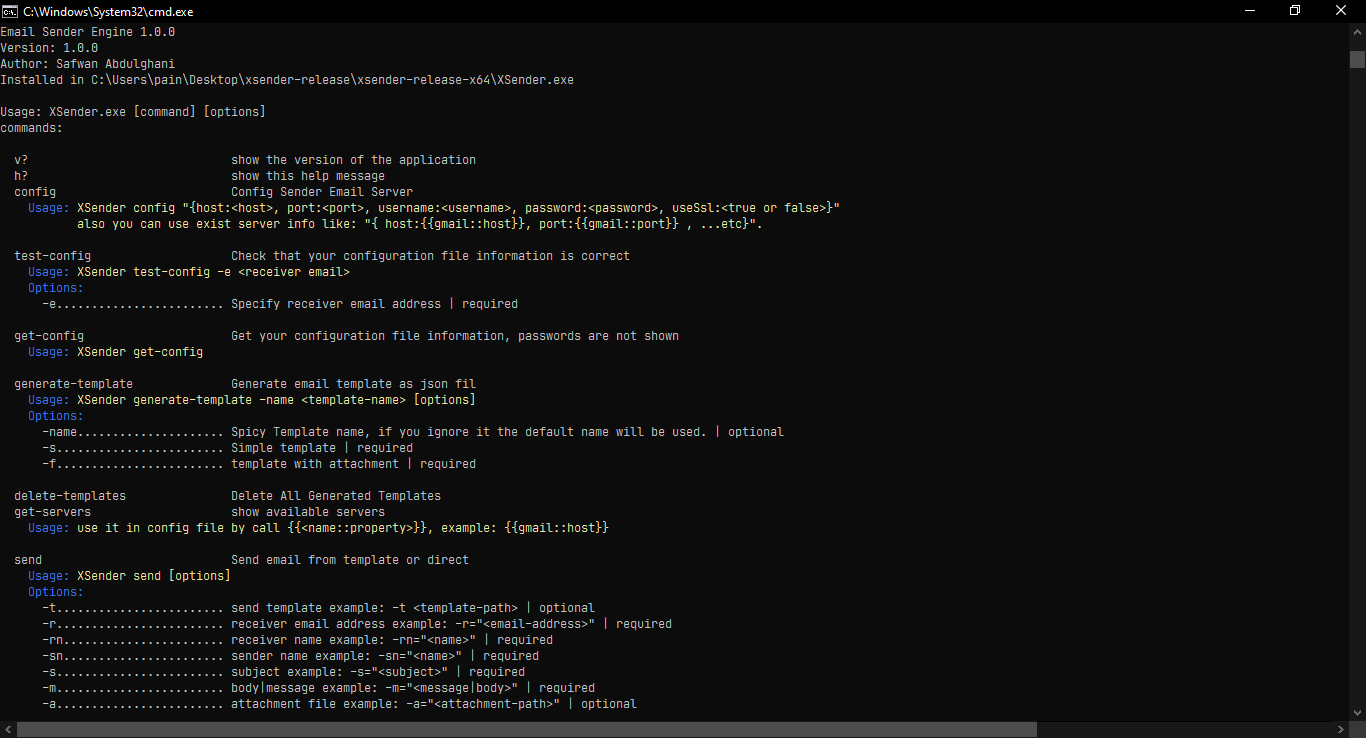 C:\Windows\System32\cmd.exe
Email Sender Engine 1.0.0
Version: 1.0.0
Author: Safwan Abdulghani
Installed in C:\Users\pain\Desktop\xsender-release\xsender-release-x64\XSender.exe
Usage: XSender.exe [command] [options]
commands:
v? show the version of the application
h? show this help message
config Config Sender Email Server
Usage: XSender config "{host:<host>, port:<port>, username:<username>, password:<password>, useSsl:<true or false>}"
also you can use exist server info like: "{ host:{{gmail::host}}, port:{{gmail::port}} , ...etc}".
test-config Check that your configuration file information is correct
Usage: XSender test-config -e <receiver email>
Options:
-e........................ Specify receiver email address | required
get-config Get your configuration file information, passwords are not shown
Usage: XSender get-config
generate-template Generate email template as json fil
Usage: XSender generate-template -name <template-name> [options]
Options:
-name..................... Spicy Template name, if you ignore it the default name will be used. | optional
-s........................ Simple template | required
-f........................ template with attachment | required
delete-templates Delete All Generated Templates
get-servers show available servers
Usage: use it in config file by call {{<name::property>}}, example: {{gmail::host}}
send Send email from template or direct
Usage: XSender send [options]
Options:
-t........................ send template example: -t <template-path> | optional
-r........................ receiver email address example: -r="<email-address>" | required
-rn....................... receiver name example: -rn="<name>" | required
-sn....................... sender name example: -sn="<name>" | required
-s........................ subject example: -s="<subject>" | required
-m........................ body|message example: -m="<message|body>" | required
-a........................ attachment file example: -a="<attachment-path>" | optional